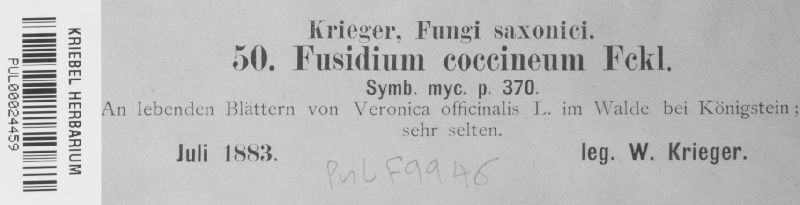 KRIEBEL HERBARIUM
PUL00024459
Krieger, Fungi saxonici.
50. Fusidium coccineum Fckl.
Symb. myc. p. 370.
An lebenden Blättern von Veronica officinalis L. im Walde bei Königstein;
sehr selten.
Juli 1883.
leg. W. Krieger.
PUL F9946